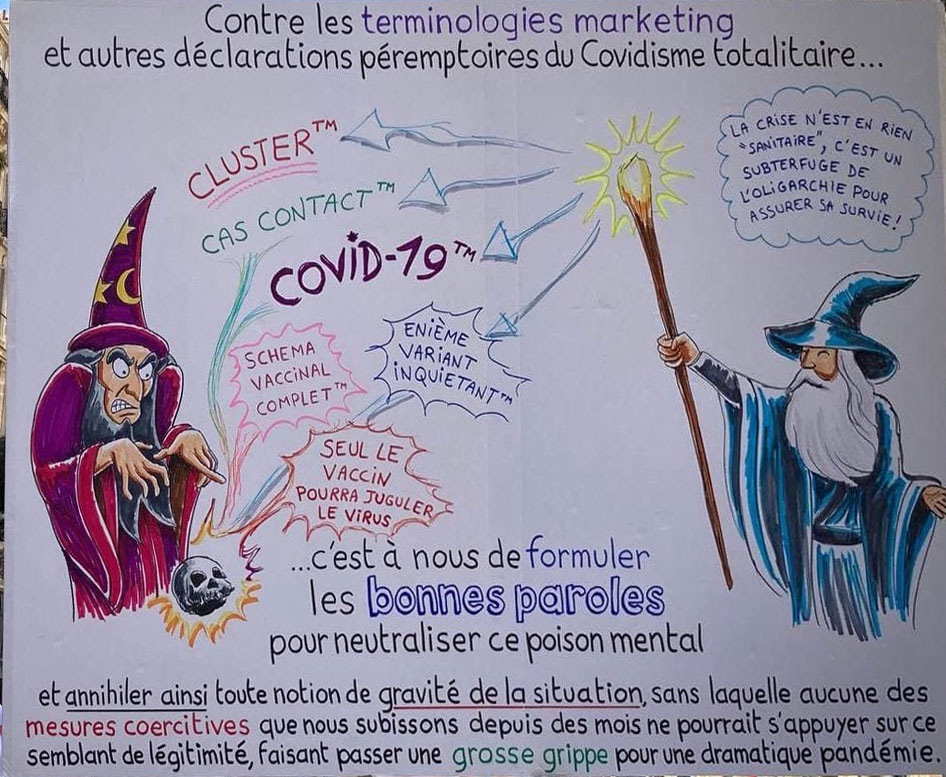 Contre les terminologies marketing
et autres déclarations péremptoires du Covidisme totalitaire...
CLUSTER™
CAS CONTACT™
COVID-19™
SCHEMA
VACCINAL
COMPLET™
ENIÈME
VARIANT
INQUIETANT™
SEUL LE
VACCIN
POURRA JUGULER
LE VIRUS
LA CRISE N'EST EN RIEN
"SANITAIRE", C'EST UN
SUBTERFUGE DE
L'OLIGARCHIE POUR
ASSURER SA SURVIE !
...c'est à nous de formuler
les bonnes paroles
pour neutraliser ce poison mental
et annihiler ainsi toute notion de gravité de la situation, sans laquelle aucune des
mesures coercitives que nous subissons depuis des mois ne pourrait s'appuyer sur ce
semblant de légitimité, faisant passer une grosse grippe pour une dramatique pandémie.